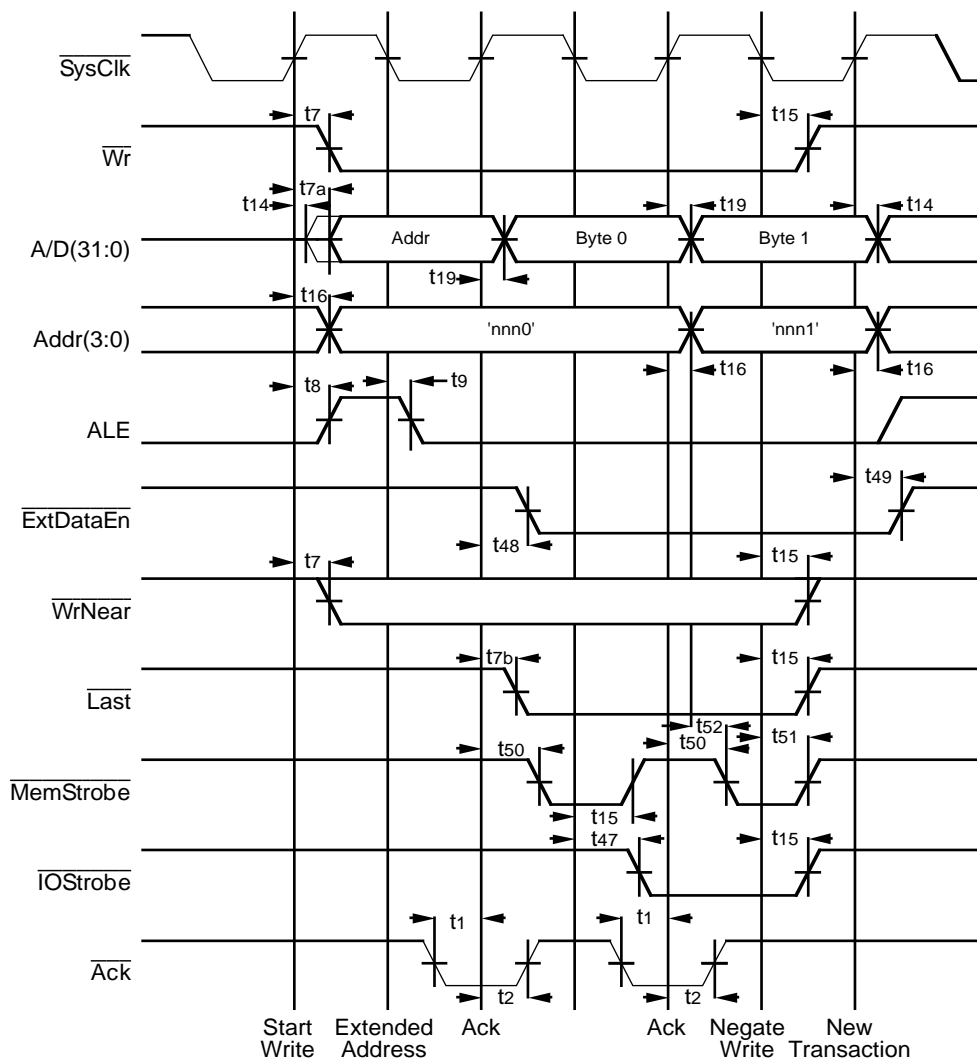 SysClk
t7
t15
Wr
t7a
t14
t19
t14
A/D(31:0)
Addr
Byte 0
Byte 1
t19
t16
Addr(3:0)
'nnn0'
'nnn1'
t16
t16
t8
t9
ALE
t49
ExtDataEn
t48
t7
t15
WrNear
t7b
t15
Last
t52
t50
t50
t51
MemStrobe
t15
t47
t15
IOStrobe
t1
t1
Ack
t2
t2
Start Write
Extended Address
Ack
Ack
Negate Write
New Transaction